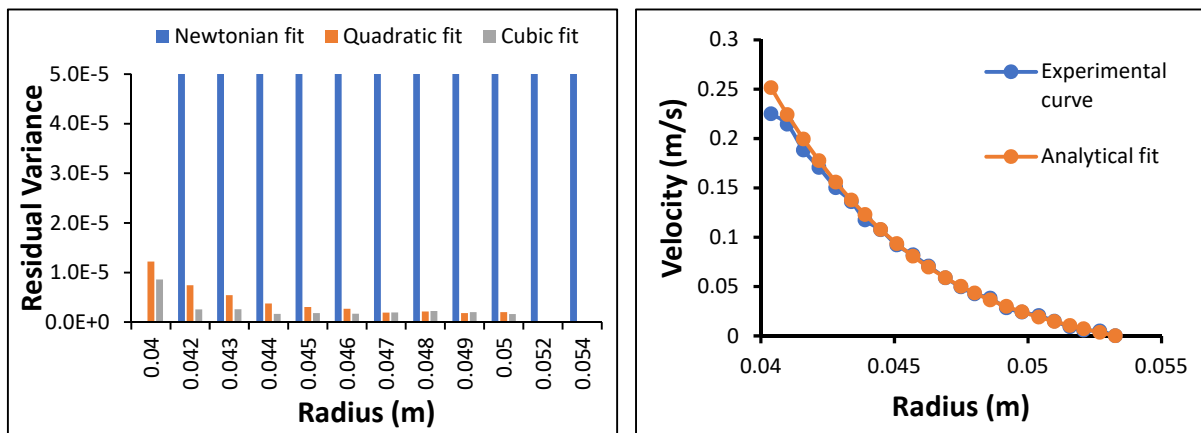 Newtonian fit Quadratic fit Cubic fit
5.0E-5
4.0E-5
3.0E-5
2.0E-5
1.0E-5
0.0E+0
Residual Variance
0.04 0.042 0.043 0.044 0.045 0.046 0.047 0.048 0.049 0.05 0.052 0.054
Radius (m)
0.3
0.25
0.2
0.15
0.1
0.05
0
Velocity (m/s)
Experimental
curve
Analytical fit
0.04 0.045 0.05 0.055
Radius (m)